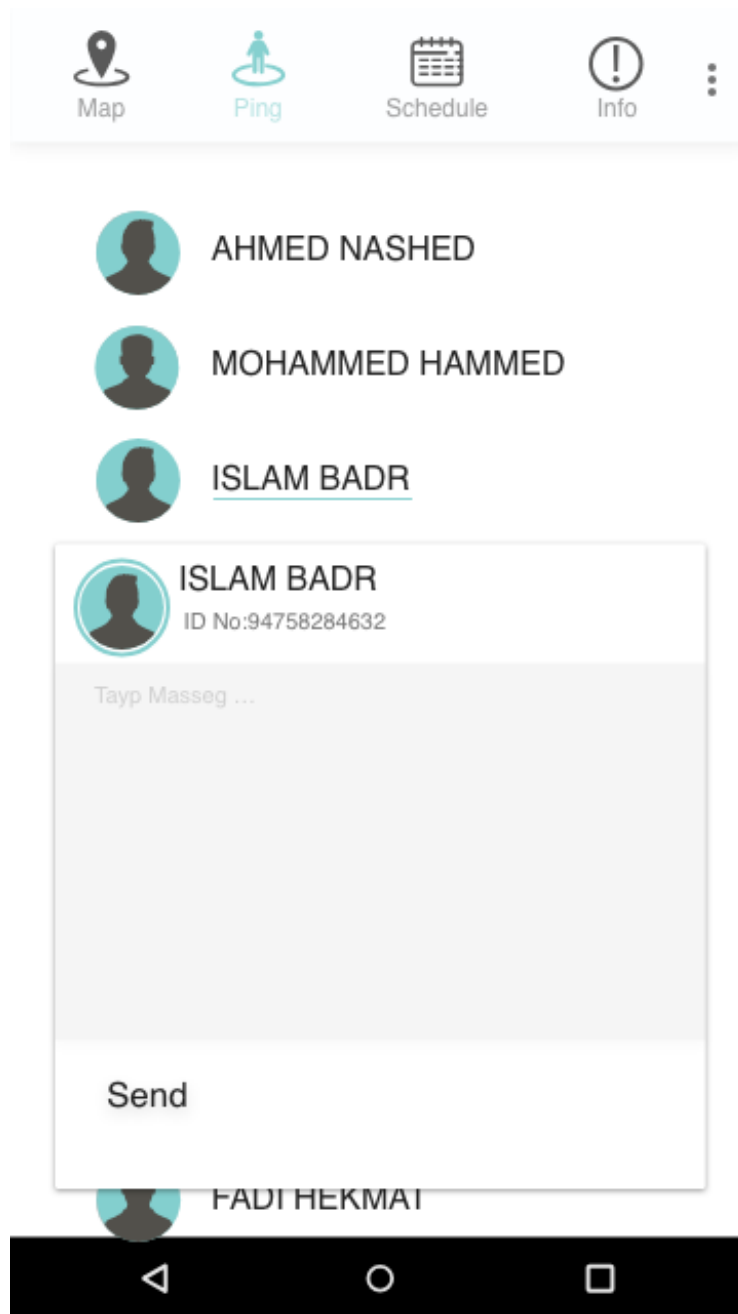 Map Ping Schedule Info
AHMED NASHED
MOHAMMED HAMMED
ISLAM BADR
ISLAM BADR
ID No:94758284632
Tayp Masseg ...
Send
FADI HEKMAT